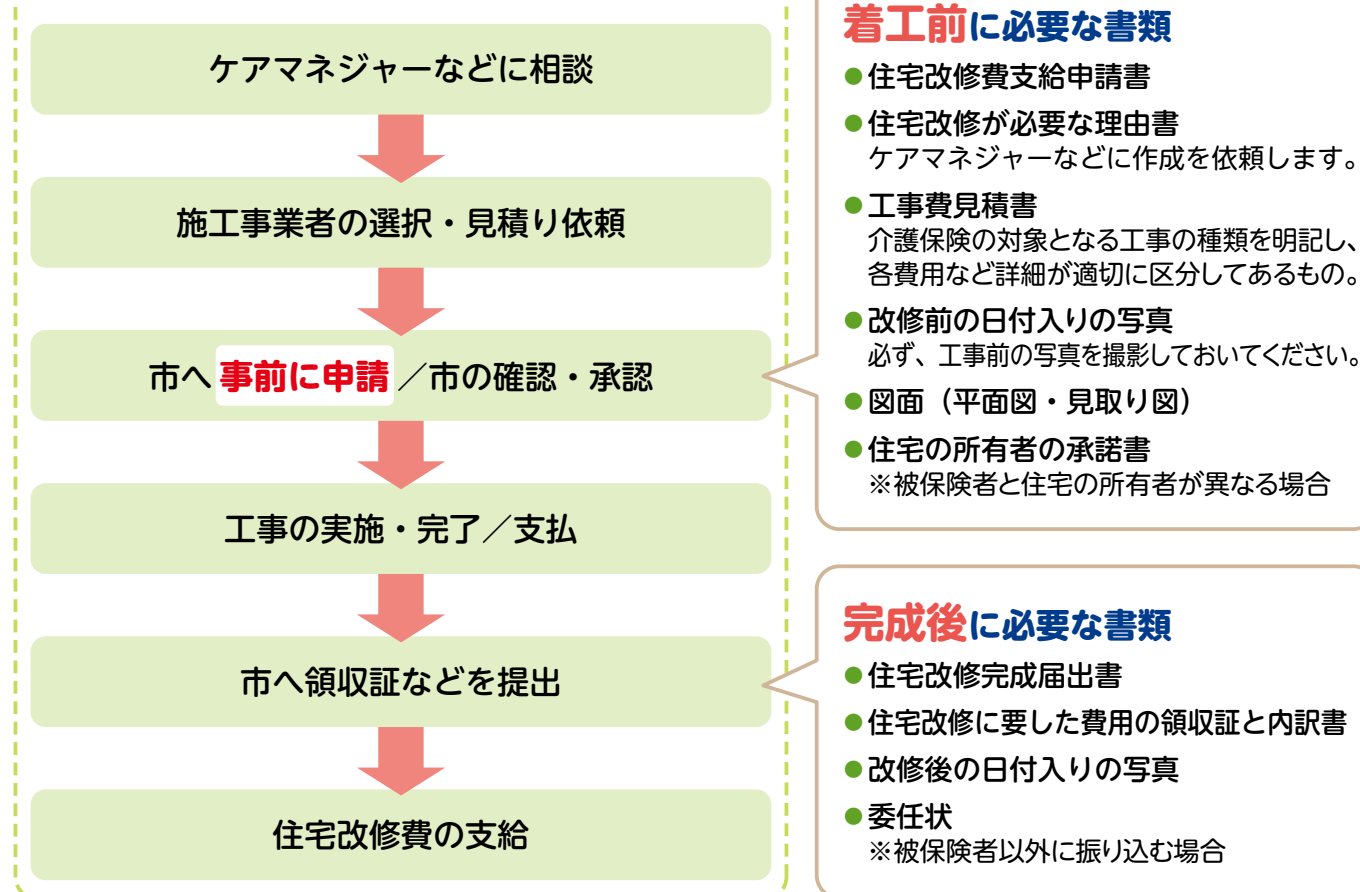 ケアマネジャーなどに相談
施工事業者の選択・見積り依頼
市へ 事前に申請 ／市の確認・承認
工事の実施・完了／支払
市へ領収証などを提出
住宅改修費の支給
着工前に必要な書類
●住宅改修費支給申請書
●住宅改修が必要な理由書
ケアマネジャーなどに作成を依頼します。
●工事費見積書
介護保険の対象となる工事の種類を明記し、
各費用など詳細が適切に区分してあるもの。
●改修前の日付入りの写真
必ず、工事前の写真を撮影しておいてください。
●図面（平面図・見取り図）
●住宅の所有者の承諾書
※被保険者と住宅の所有者が異なる場合
完成後に必要な書類
●住宅改修完成届出書
●住宅改修に要した費用の領収証と内訳書
●改修後の日付入りの写真
●委任状
※被保険者以外に振り込む場合